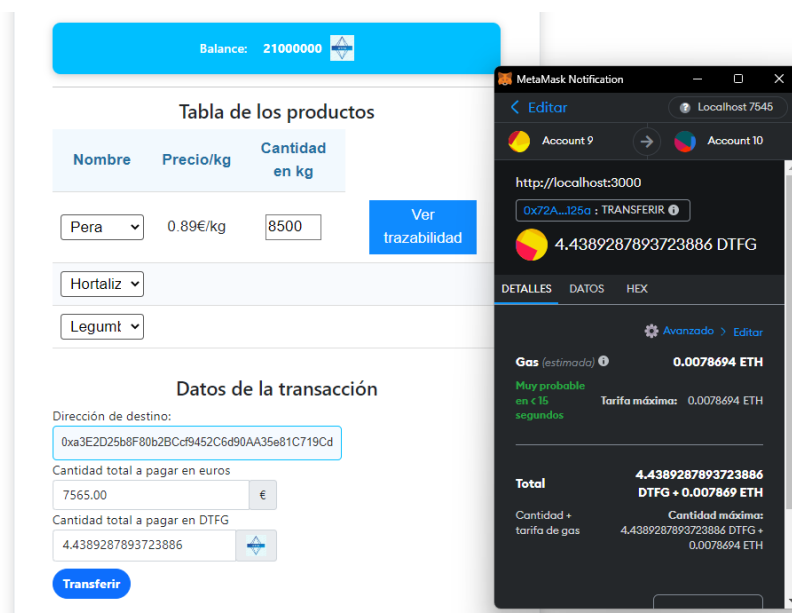 Balance: 21000000
Tabla de los productos
Nombre Precio/kg Cantidad en kg
Pera 0.89€/kg 8500 Ver trazabilidad
Hortaliz
Legumb
Datos de la transacción
Dirección de destino:
0xa3E2D25b8F80b2BCcf9452C6d90AA35e81C719Cd
Cantidad total a pagar en euros
7565.00 €
Cantidad total a pagar en DTFG
4.4389287893723886
Transferir
MetaMask Notification
Editar Localhost 7545
Account 9 Account 10
http://localhost:3000
0x72A...125a : TRANSFERIR
4.4389287893723886 DTFG
DETALLES DATOS HEX
Avanzado > Editar
Gas (estimado) 0.0078694 ETH
Muy probable
en < 15
segundos
Tarifa máxima: 0.0078694 ETH
Total
4.4389287893723886
DTFG + 0.007869 ETH
Cantidad +
tarifa de gas
Cantidad máxima:
4.4389287893723886 DTFG +
0.0078694 ETH